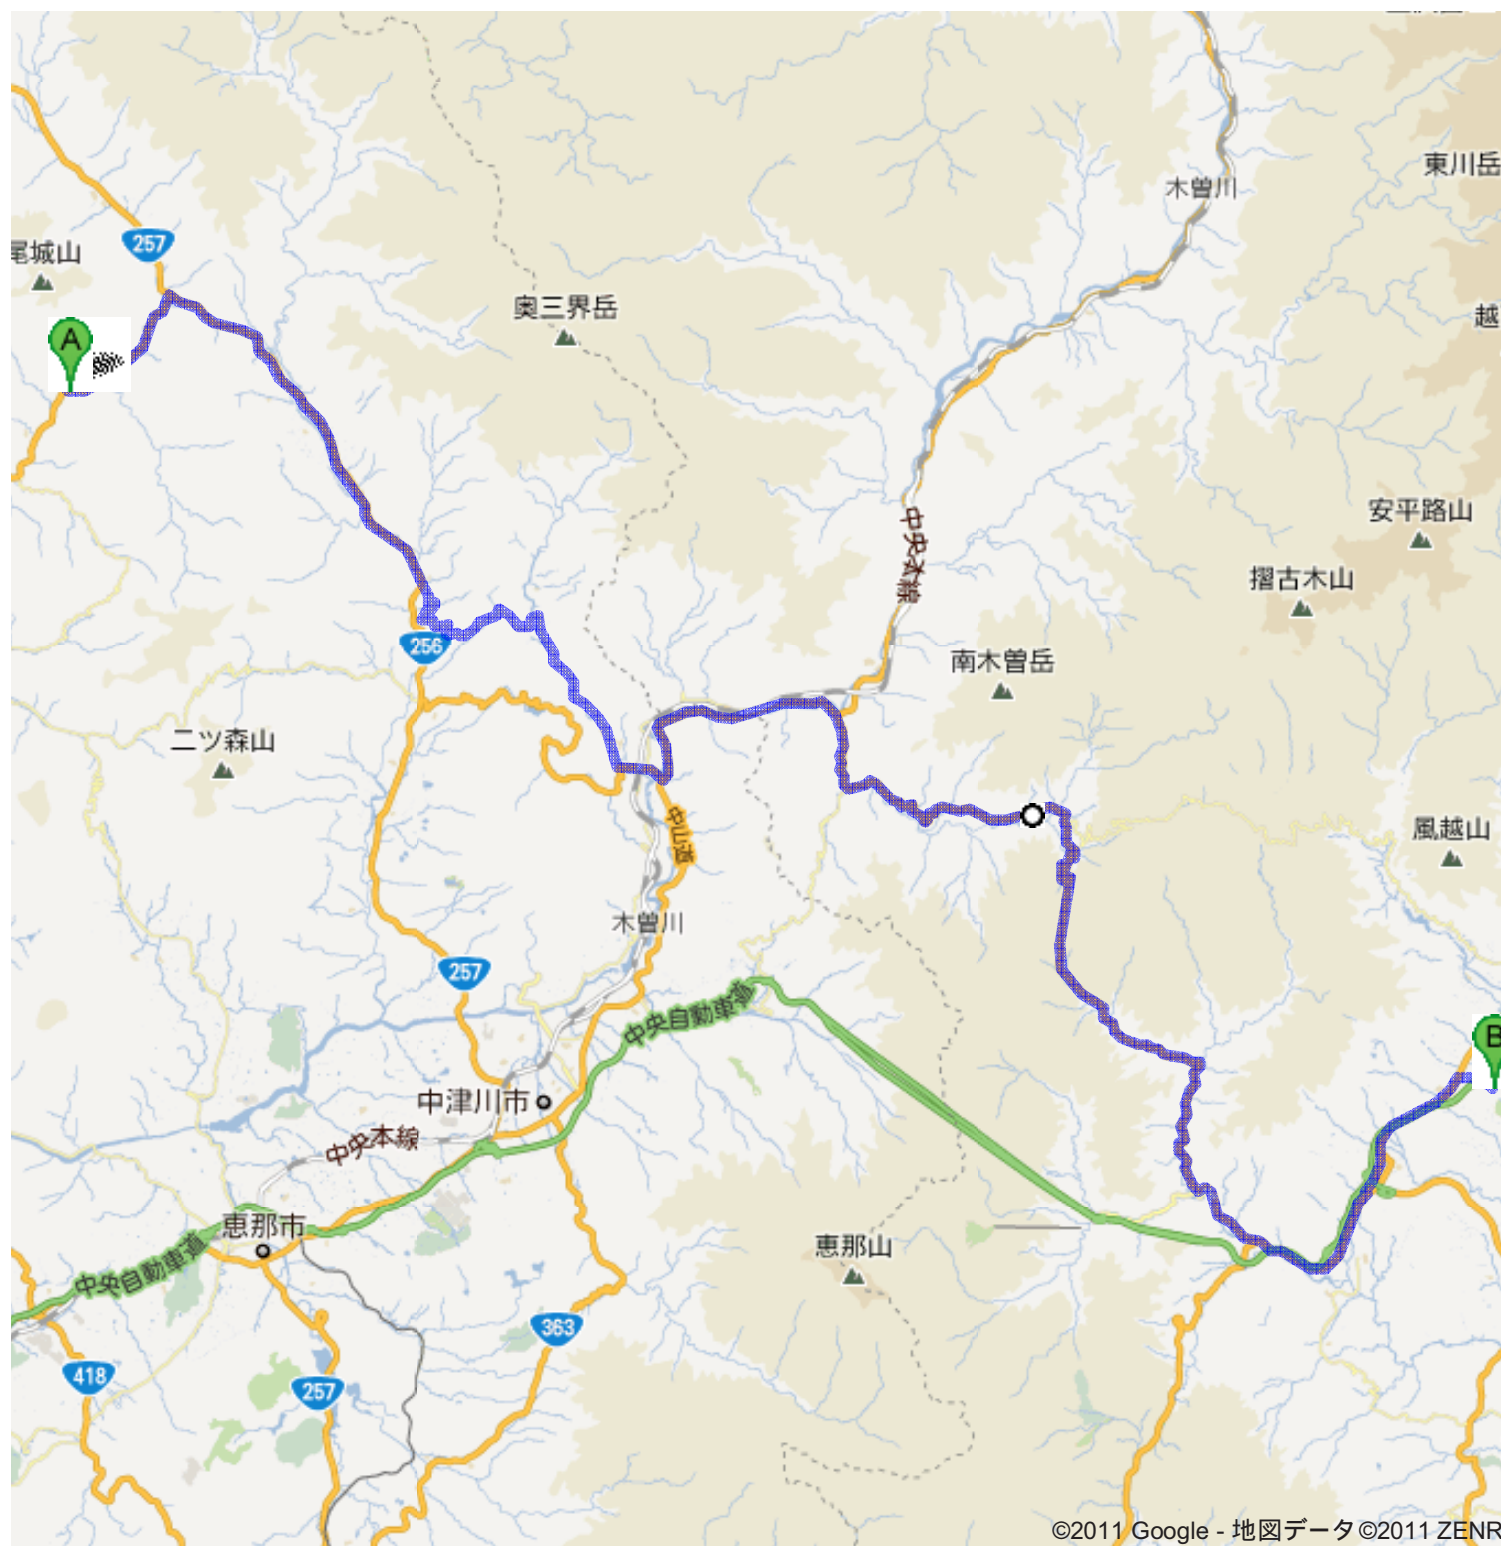 東川岳
木曽川
257
尾城山
奥三界岳
越
A
安平路山
中央本線
摺古木山
256
南木曽岳
二ツ森山
中山道
風越山
木曽川
257
中央自動車道
B
中津川市
中央本線
恵那市
恵那山
中央自動車道
363
418
257
©2011 Google - 地図データ ©2011 ZENR